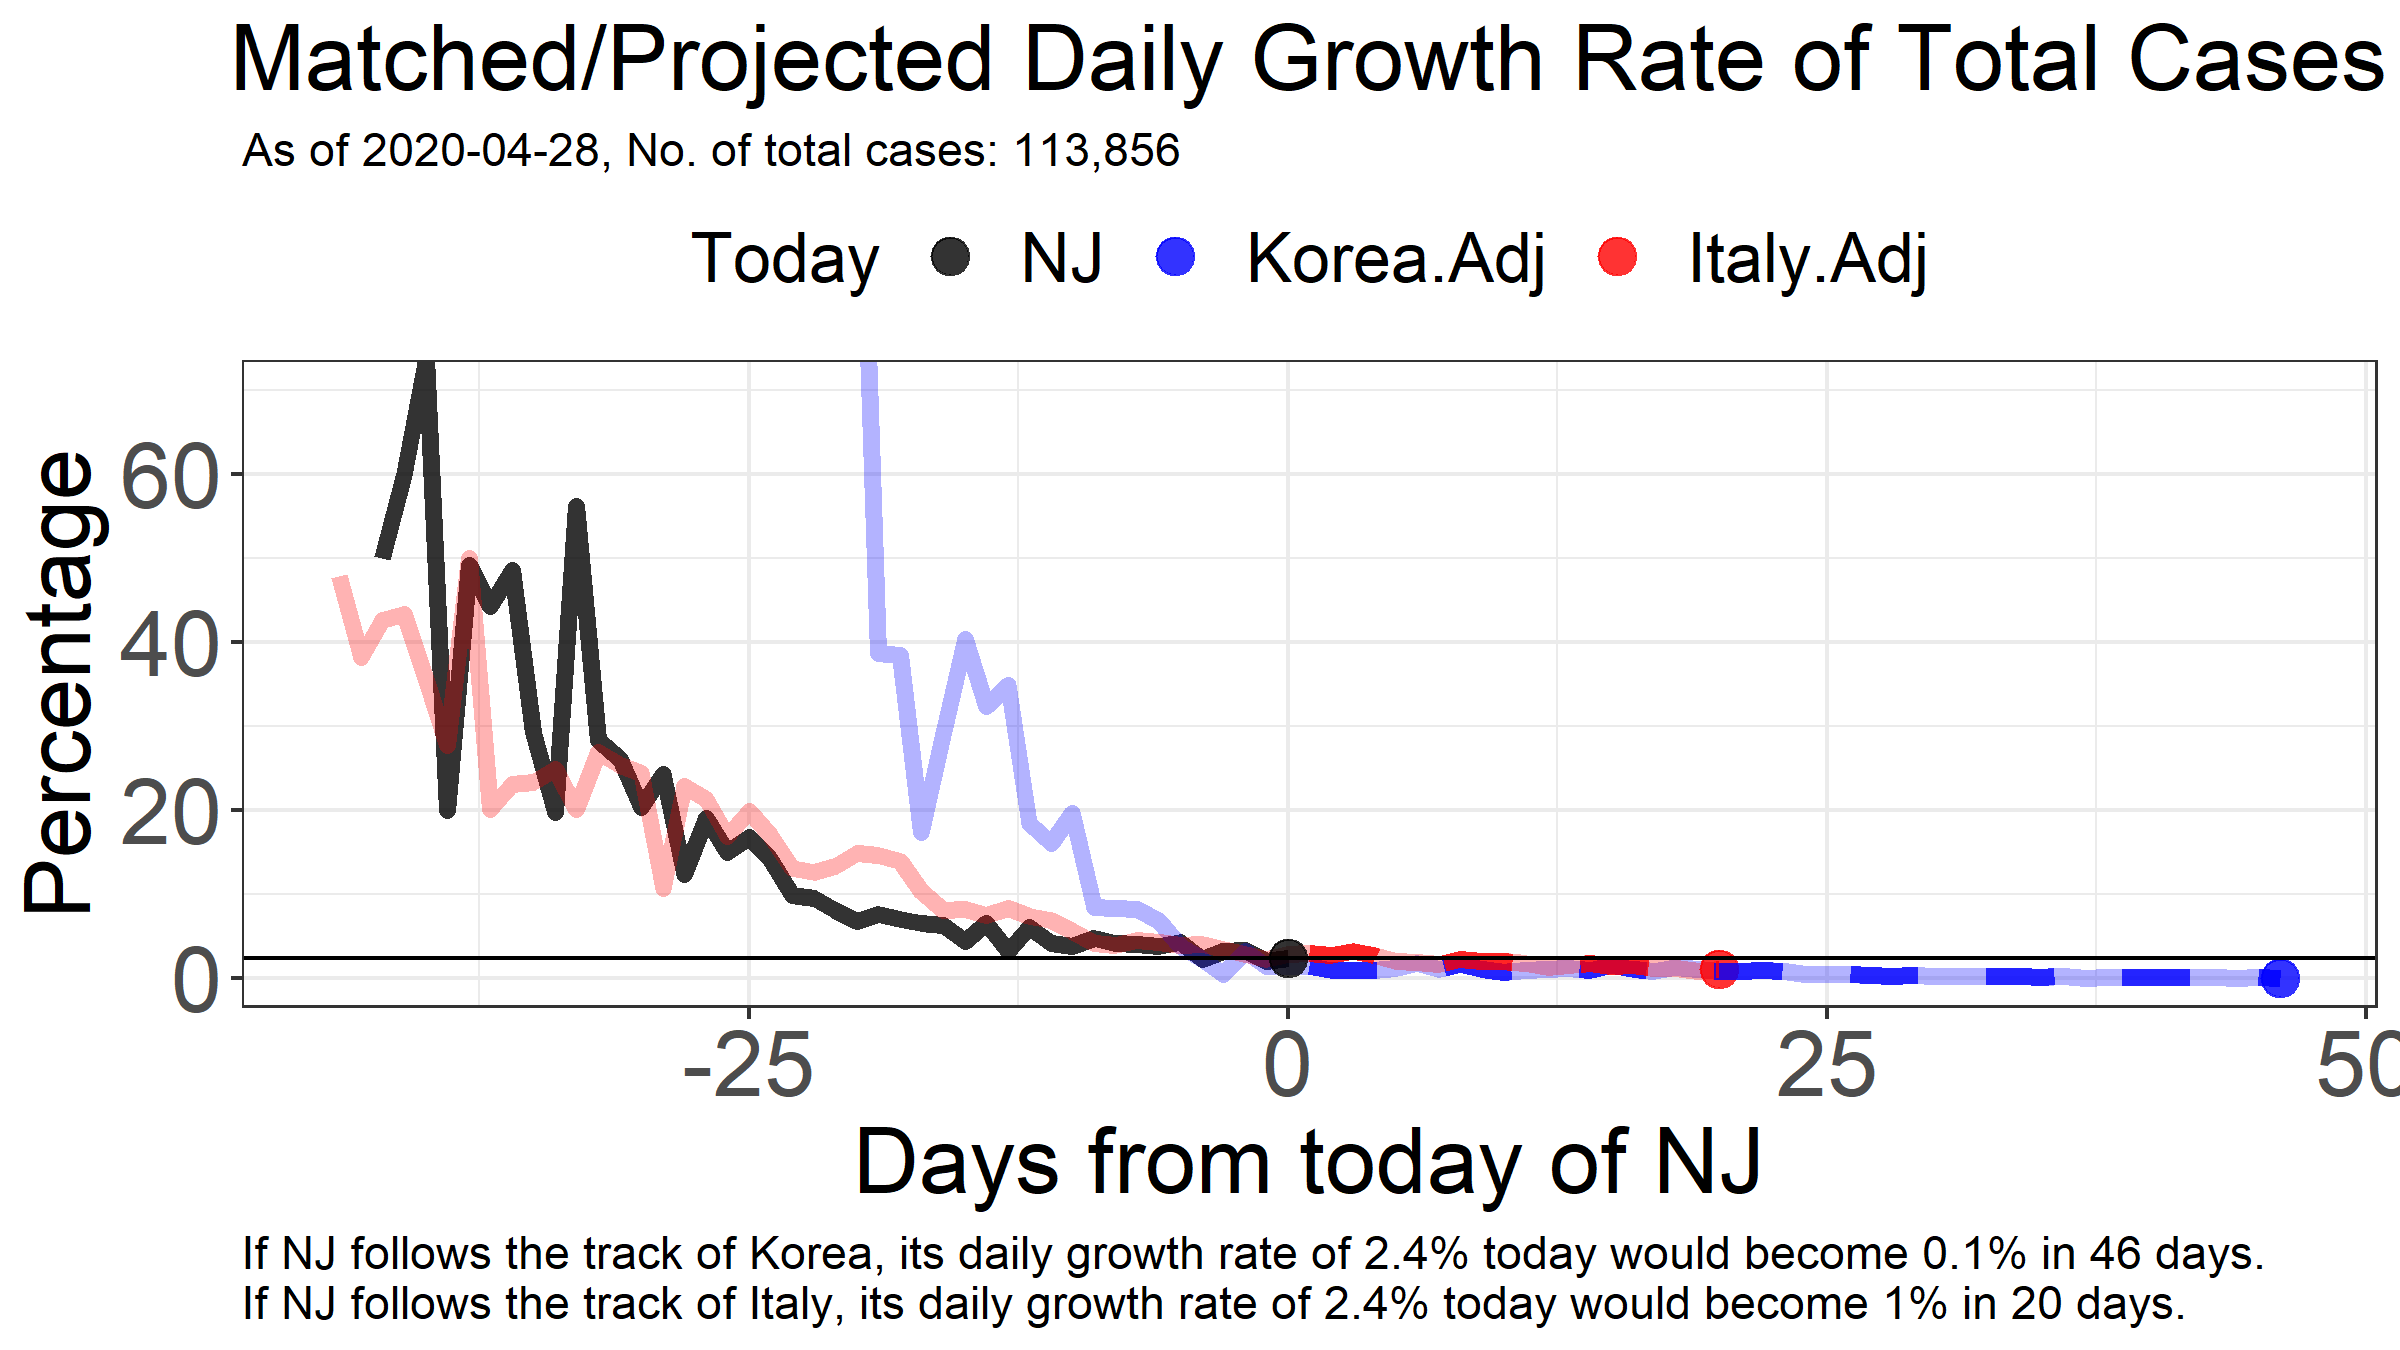 Matched/Projected Daily Growth Rate of Total Cases
As of 2020-04-28, No. of total cases: 113,856
Today NJ Korea.Adj Italy.Adj
Percentage
60
40
20
0
-25 0 25 50
Days from today of NJ
If NJ follows the track of Korea, its daily growth rate of 2.4% today would become 0.1% in 46 days.
If NJ follows the track of Italy, its daily growth rate of 2.4% today would become 1% in 20 days.